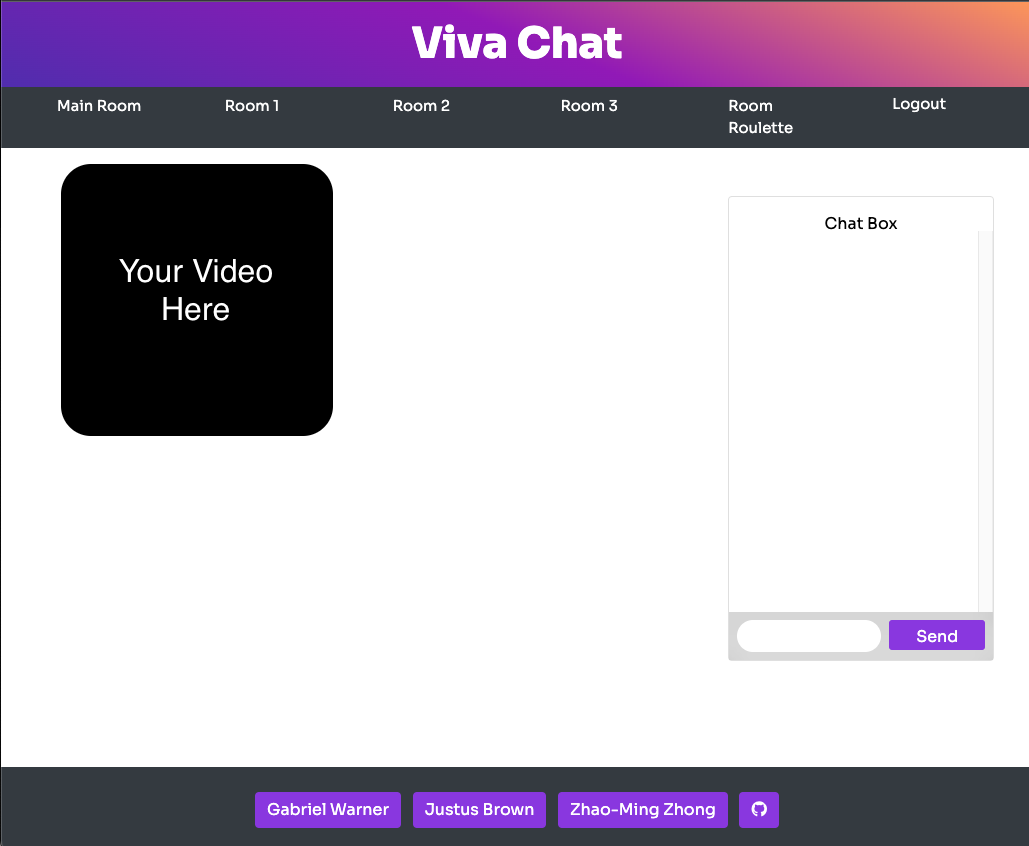 Viva Chat
Main Room
Room 1
Room 2
Room 3
Room
Roulette
Logout
Your Video
Here
Chat Box
Send
Gabriel Warner
Justus Brown
Zhao-Ming Zhong